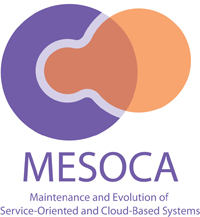 MESOCA
Maintenance and Evolution of
Service-Oriented and Cloud-Based Systems